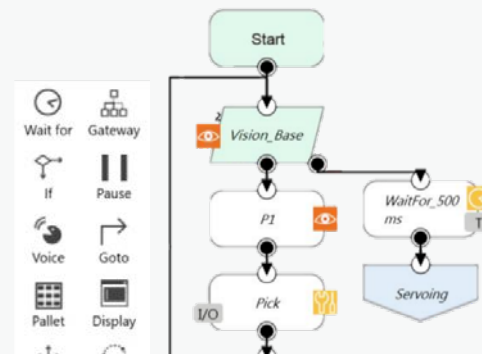 Start
Wait for
Gateway
Vision_Base
If
Pause
P1
WaitFor_500
ms
T
Voice
Goto
Servoing
Pick
I/O
Pallet
Display